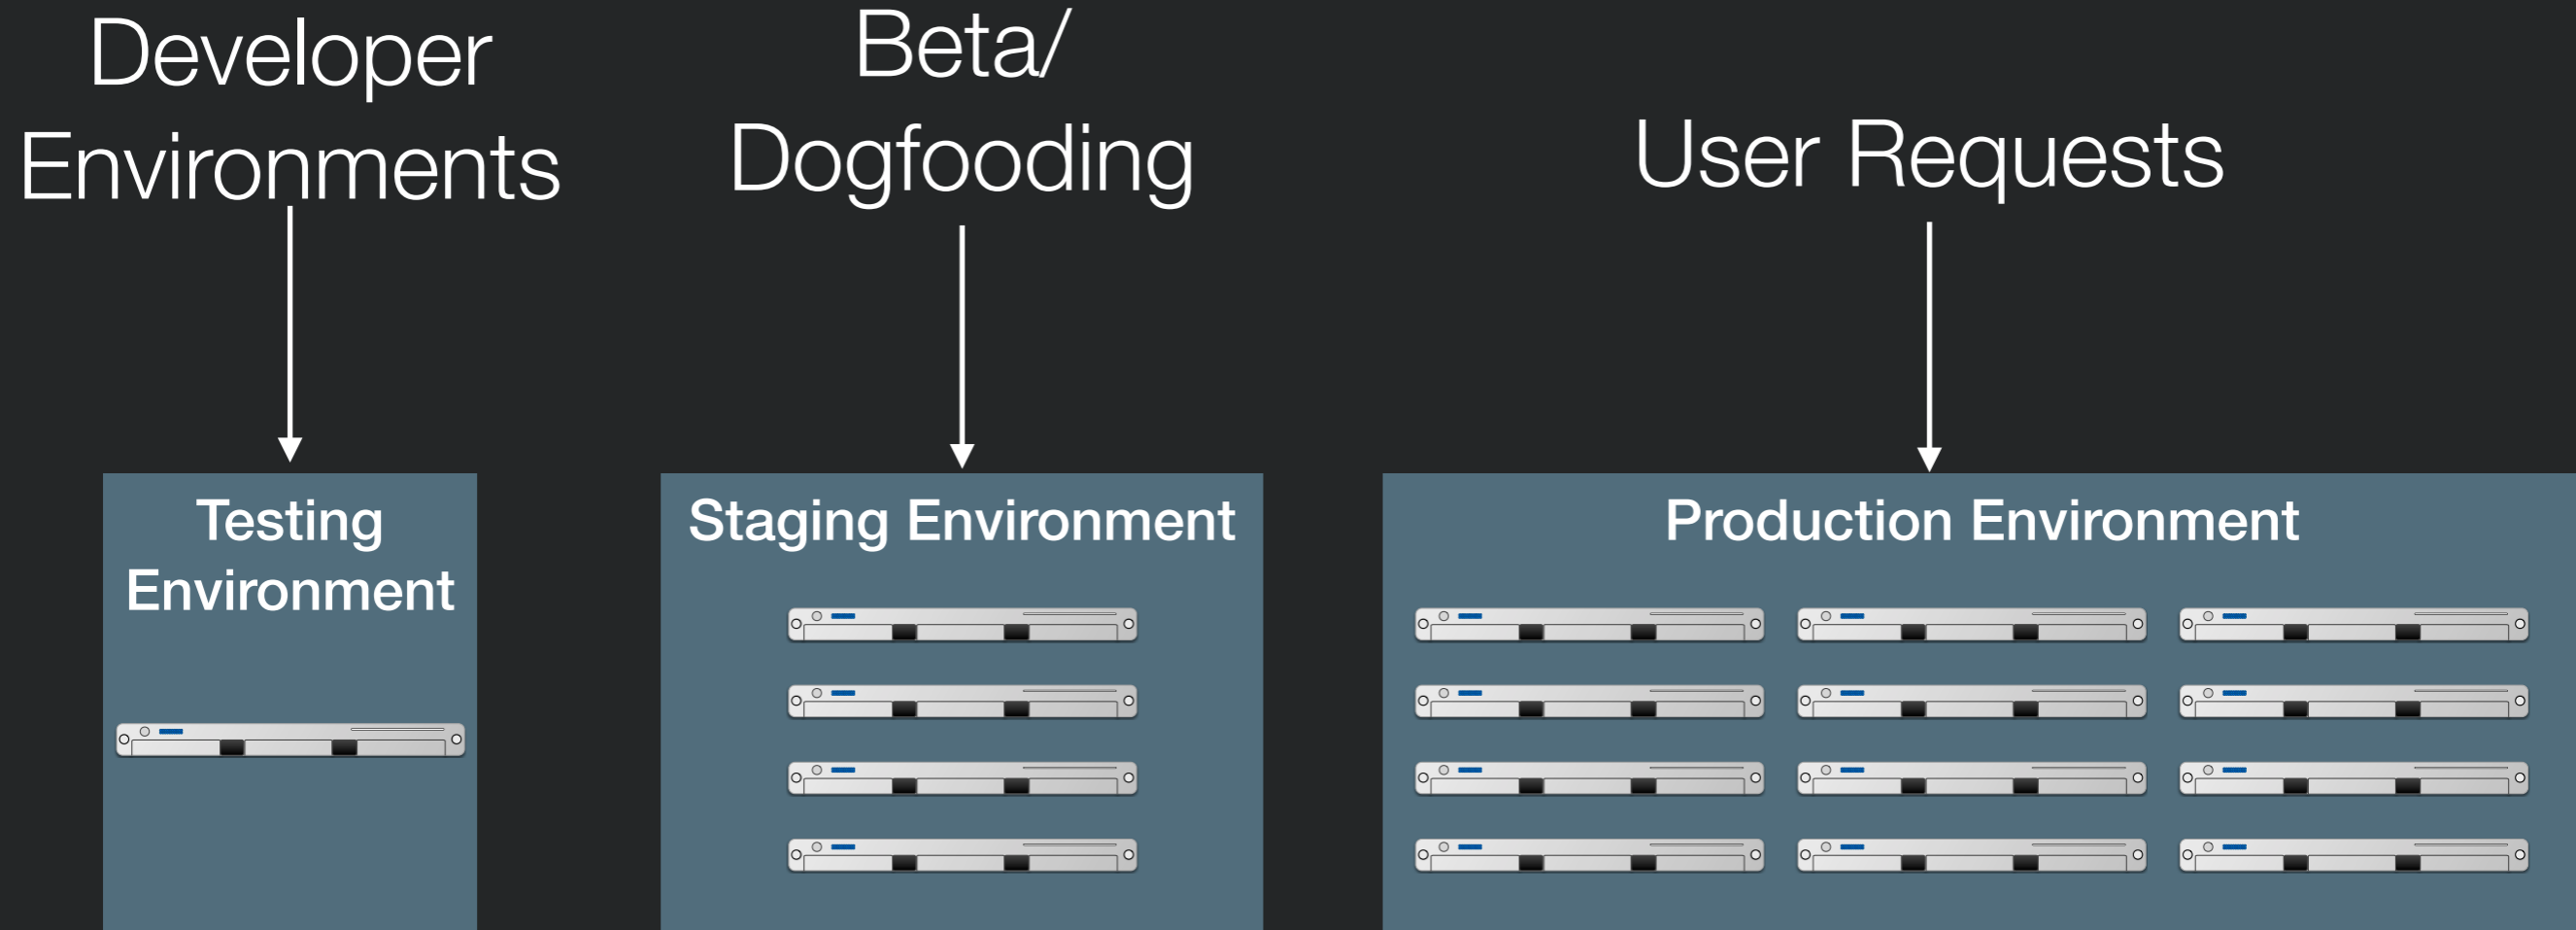 Developer
Environments
Beta/
Dogfooding
User Requests
Testing
Environment
Staging Environment
Production Environment